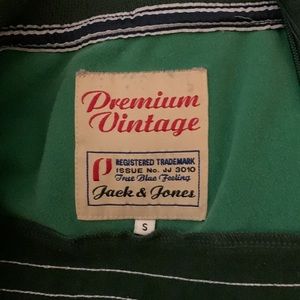 Premium
Vintage
REGISTERED TRADEMARK
ISSUE No. JJ 3010
True Blue Feeling
Jack & Jones
S